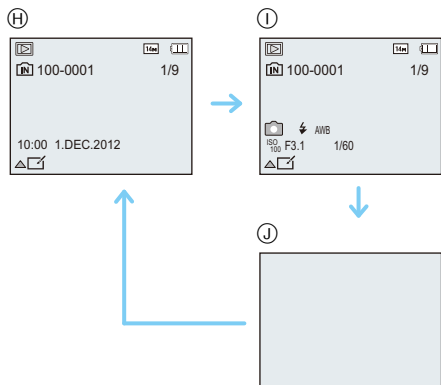 H
I
14M
14M
IN 100-0001 1/9
IN 100-0001 1/9
AWB
10:00 1.DEC.2012
ISO 100 F3.1 1/60
J